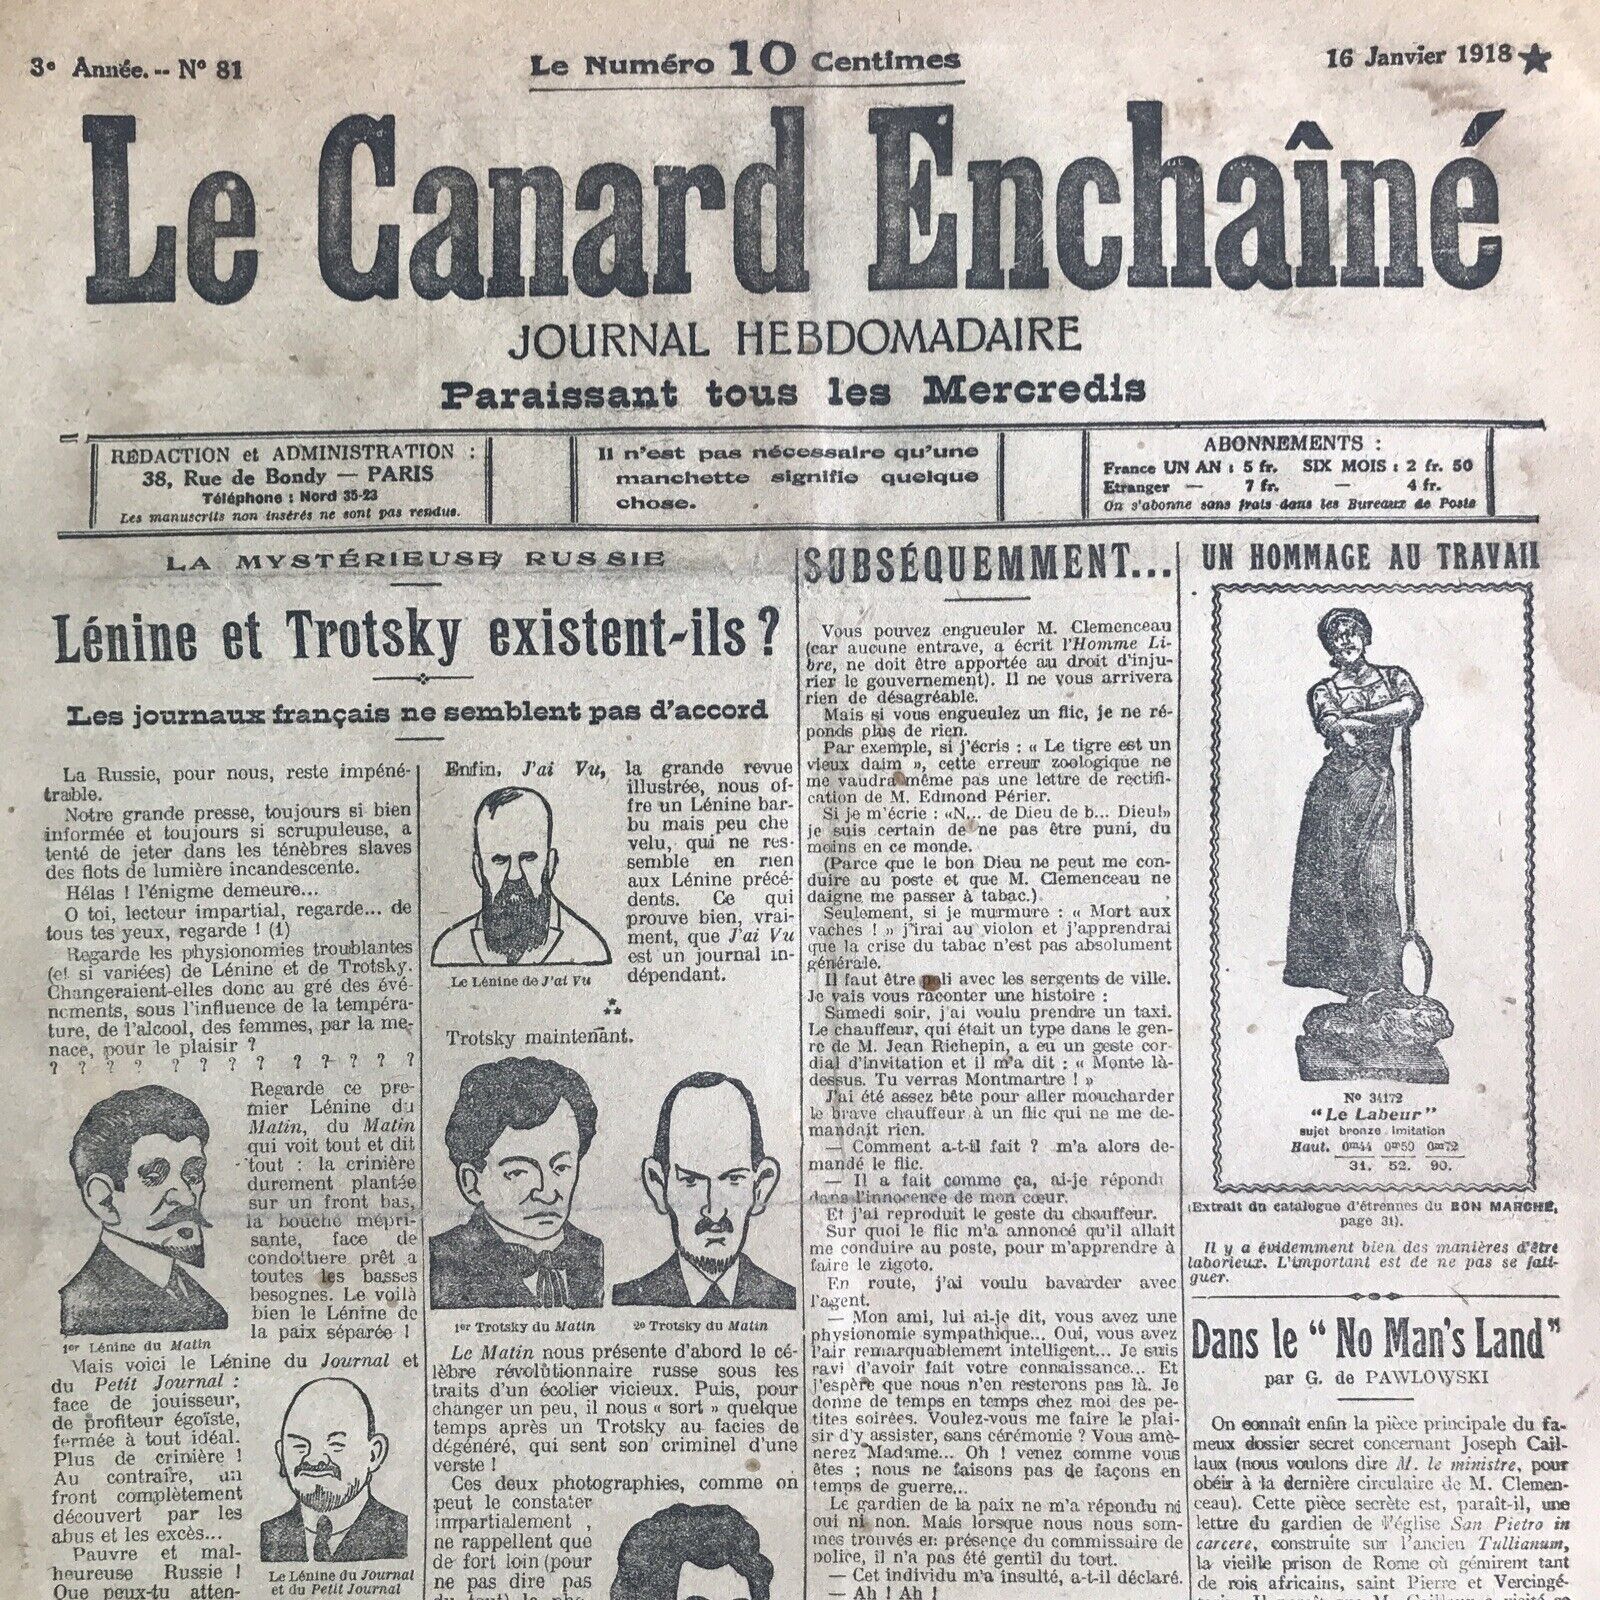 3e Année. -- No 81
Le Numéro 10 Centimes
16 Janvier 1918
Le Canard Enchaîné
JOURNAL HEBDOMADAIRE
Paraissant tous les Mercredis
RÉDACTION et ADMINISTRATION :
38, Rue de Bondy — PARIS
Téléphone : Nord 35-23
Les manuscrits non insérés ne sont pas rendus.
Il n'est pas nécessaire qu'une
manchette signifie quelque
chose.
ABONNEMENTS :
France UN AN : 5 fr. SIX MOIS : 2 fr. 50
Etranger — 7 fr. — 4 fr.
On s'abonne sans frais dans les Bureaux de Poste
LA MYSTÉRIEUSE RUSSIE
Lénine et Trotsky existent-ils ?
Les journaux français ne semblent pas d'accord
La Russie, pour nous, reste impéné-
trable.
Notre grande presse, toujours si bien
informée et toujours si scrupuleuse, a
tenté de jeter dans les ténèbres slaves
des flots de lumière incandescente.
Hélas ! l'énigme demeure...
O toi, lecteur impartial, regarde... de
tous tes yeux, regarde ! (1)
Regarde les physionomies troublantes
(et si variées) de Lénine et de Trotsky.
Changeraient-elles donc au gré des évé-
nements, sous l'influence de la tempéra-
ture, de l'alcool, des femmes, par la me-
nace, pour le plaisir ?
? ? ? ? ? ? ? ? ? ? ? ? ?
Regarde ce pre-
mier Lénine du
Matin, du Matin
qui voit tout et dit
tout : la crinière
durement plantée
sur un front bas,
la bouche mépri-
sante, face de
condottiere prêt à
toutes les basses
besognes. Le voilà
bien le Lénine de
la paix séparée !
1er Lénine du Matin
Mais voici le Lénine du Journal et
du Petit Journal :
face de jouisseur,
de profiteur égoïste,
fermée à tout idéal.
Plus de crinière !
Au contraire, un
front complètement
découvert par les
abus et les excès...
Pauvre et mal-
heureuse Russie !
Que peux-tu atten-
Le Lénine du Journal
et du Petit Journal
Enfin, J'ai Vu, la grande revue
illustrée, nous of-
fre un Lénine bar-
bu mais peu che
velu, qui ne res-
semble en rien
aux Lénine précé-
dents. Ce qui
prouve bien, vrai-
ment, que J'ai Vu
est un journal in-
dépendant.
Le Lénine de J'ai Vu
Trotsky maintenant.
1er Trotsky du Matin
2e Trotsky du Matin
Le Matin nous présente d'abord le cé-
lèbre révolutionnaire russe sous les
traits d'un écolier vicieux. Puis, pour
changer un peu, il nous « sort » quelque
temps après un Trotsky au facies de
dégénéré, qui sent son criminel d'une
verste !
Ces deux photographies, comme on
peut le constater
impartialement,
ne rappellent que
de fort loin (pour
ne pas dire pas
SUBSÉQUEMMENT...
Vous pouvez engueuler M. Clemenceau
(car aucune entrave, a écrit l'Homme Li-
bre, ne doit être apportée au droit d'inju-
rier le gouvernement). Il ne vous arrivera
rien de désagréable.
Mais si vous engueulez un flic, je ne ré-
ponds plus de rien.
Par exemple, si j'écris : « Le tigre est un
vieux daim », cette erreur zoologique ne
me vaudra même pas une lettre de rectifi-
cation de M. Edmond Périer.
Si je m'écrie : «N... de Dieu de b... Dieu!»
je suis certain de ne pas être puni, du
moins en ce monde.
(Parce que le bon Dieu ne peut me con-
duire au poste et que M. Clemenceau ne
daigne me passer à tabac.)
Seulement, si je murmure : « Mort aux
vaches ! » j'irai au violon et j'apprendrai
que la crise du tabac n'est pas absolument
générale.
Il faut être poli avec les sergents de ville.
Je vais vous raconter une histoire :
Samedi soir, j'ai voulu prendre un taxi.
Le chauffeur, qui était un type dans le gen-
re de M. Jean Richepin, a eu un geste cor-
dial d'invitation et il m'a dit : « Monte là-
dessus. Tu verras Montmartre ! »
J'ai été assez bête pour aller moucharder
le brave chauffeur à un flic qui ne me de-
mandait rien.
— Comment a-t-il fait ? m'a alors de-
mandé le flic.
— Il a fait comme ça, ai-je répondu
dans l'innocence de mon cœur.
Et j'ai reproduit le geste du chauffeur.
Sur quoi le flic m'a annoncé qu'il allait
me conduire au poste, pour m'apprendre à
faire le zigoto.
En route, j'ai voulu bavarder avec
l'agent.
— Mon ami, lui ai-je dit, vous avez une
physionomie sympathique... Oui, vous avez
l'air remarquablement intelligent... Je suis
ravi d'avoir fait votre connaissance... Et
j'espère que nous n'en resterons pas là. Je
donne de temps en temps chez moi des pe-
tites soirées. Voulez-vous me faire le plai-
sir d'y assister, sans cérémonie ? Vous amè-
nerez Madame... Oh ! venez comme vous
êtes ; nous ne faisons pas de façons en
temps de guerre...
Le gardien de la paix ne m'a répondu ni
oui ni non. Mais lorsque nous nous som-
mes trouvés en présence du commissaire de
police, il n'a pas été gentil du tout.
— Cet individu m'a insulté, a-t-il déclaré.
— Ah ! Ah !
UN HOMMAGE AU TRAVAIL
No 34172
"Le Labeur"
sujet bronze imitation
Haut. 0m44 0m59 0m72
31. 52. 90.
(Extrait du catalogue d'étrennes du BON MARCHÉ,
page 31).
Il y a évidemment bien des manières d'être
laborieux. L'important est de ne pas se fati-
guer.
Dans le " No Man's Land"
par G. de PAWLOWSKI
On connaît enfin la pièce principale du fa-
meux dossier secret concernant Joseph Cail-
laux (nous voulons dire M. le ministre, pour
obéir à la dernière circulaire de M. Clemen-
ceau). Cette pièce secrète est, paraît-il, une
lettre du gardien de l'église San Pietro in
carcere, construite sur l'ancien Tullianum,
la vieille prison de Rome où gémirent tant
de rois africains, saint Pierre et Vercingé-